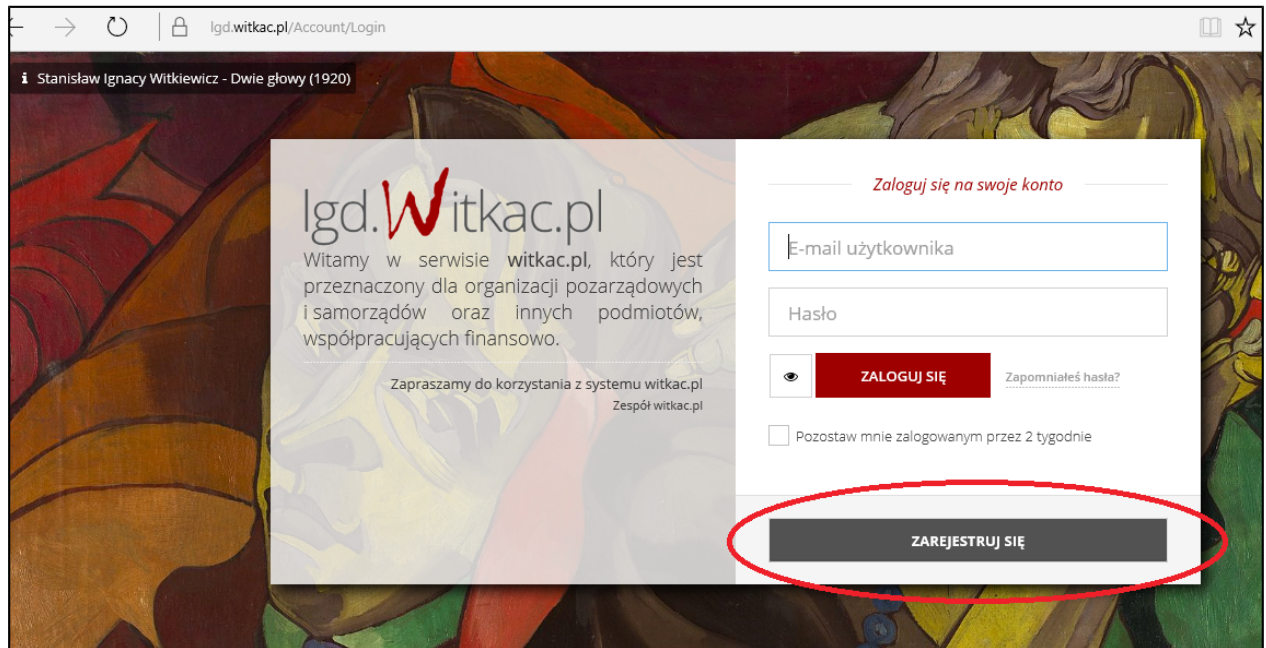 lgd.witkac.pl/Account/Login
i Stanisław Ignacy Witkiewicz - Dwie głowy (1920)
lgd.Witkac.pl
Witamy w serwisie witkac.pl, który jest
przeznaczony dla organizacji pozarządowych
i samorządów oraz innych podmiotów,
współpracujących finansowo.
Zapraszamy do korzystania z systemu witkac.pl
Zespół witkac.pl
Zaloguj się na swoje konto
E-mail użytkownika
Hasło
ZALOGUJ SIĘ Zapomniałeś hasła?
Pozostaw mnie zalogowanym przez 2 tygodnie
ZAREJESTRUJ SIĘ